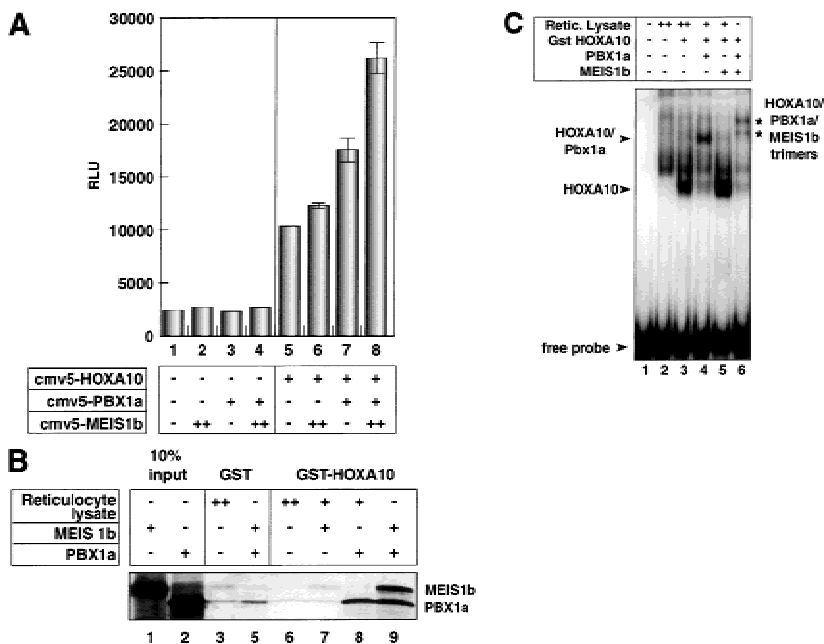 A
RLU
30000
25000
20000
15000
10000
5000
0
1 2 3 4 5 6 7 8
cmv5-HOXA10 - - - - + + + +
cmv5-PBX1a - - + + - - + +
cmv5-MEIS1b - ++ - ++ - ++ - ++
B
10% input GST GST-HOXA10
Reticulocyte lysate - - ++ - ++ + + -
MEIS 1b + - - + - + - +
PBX1a - + - + - - + +
MEIS1b
PBX1a
1 2 3 5 6 7 8 9
C
Retic. Lysate - ++ ++ + + -
Gst HOXA10 - - + + + +
PBX1a - - - + - +
MEIS1b - - - - + +
HOXA10/
Pbx1a
HOXA10
free probe
HOXA10/
* PBX1a/
* MEIS1b
trimers
1 2 3 4 5 6